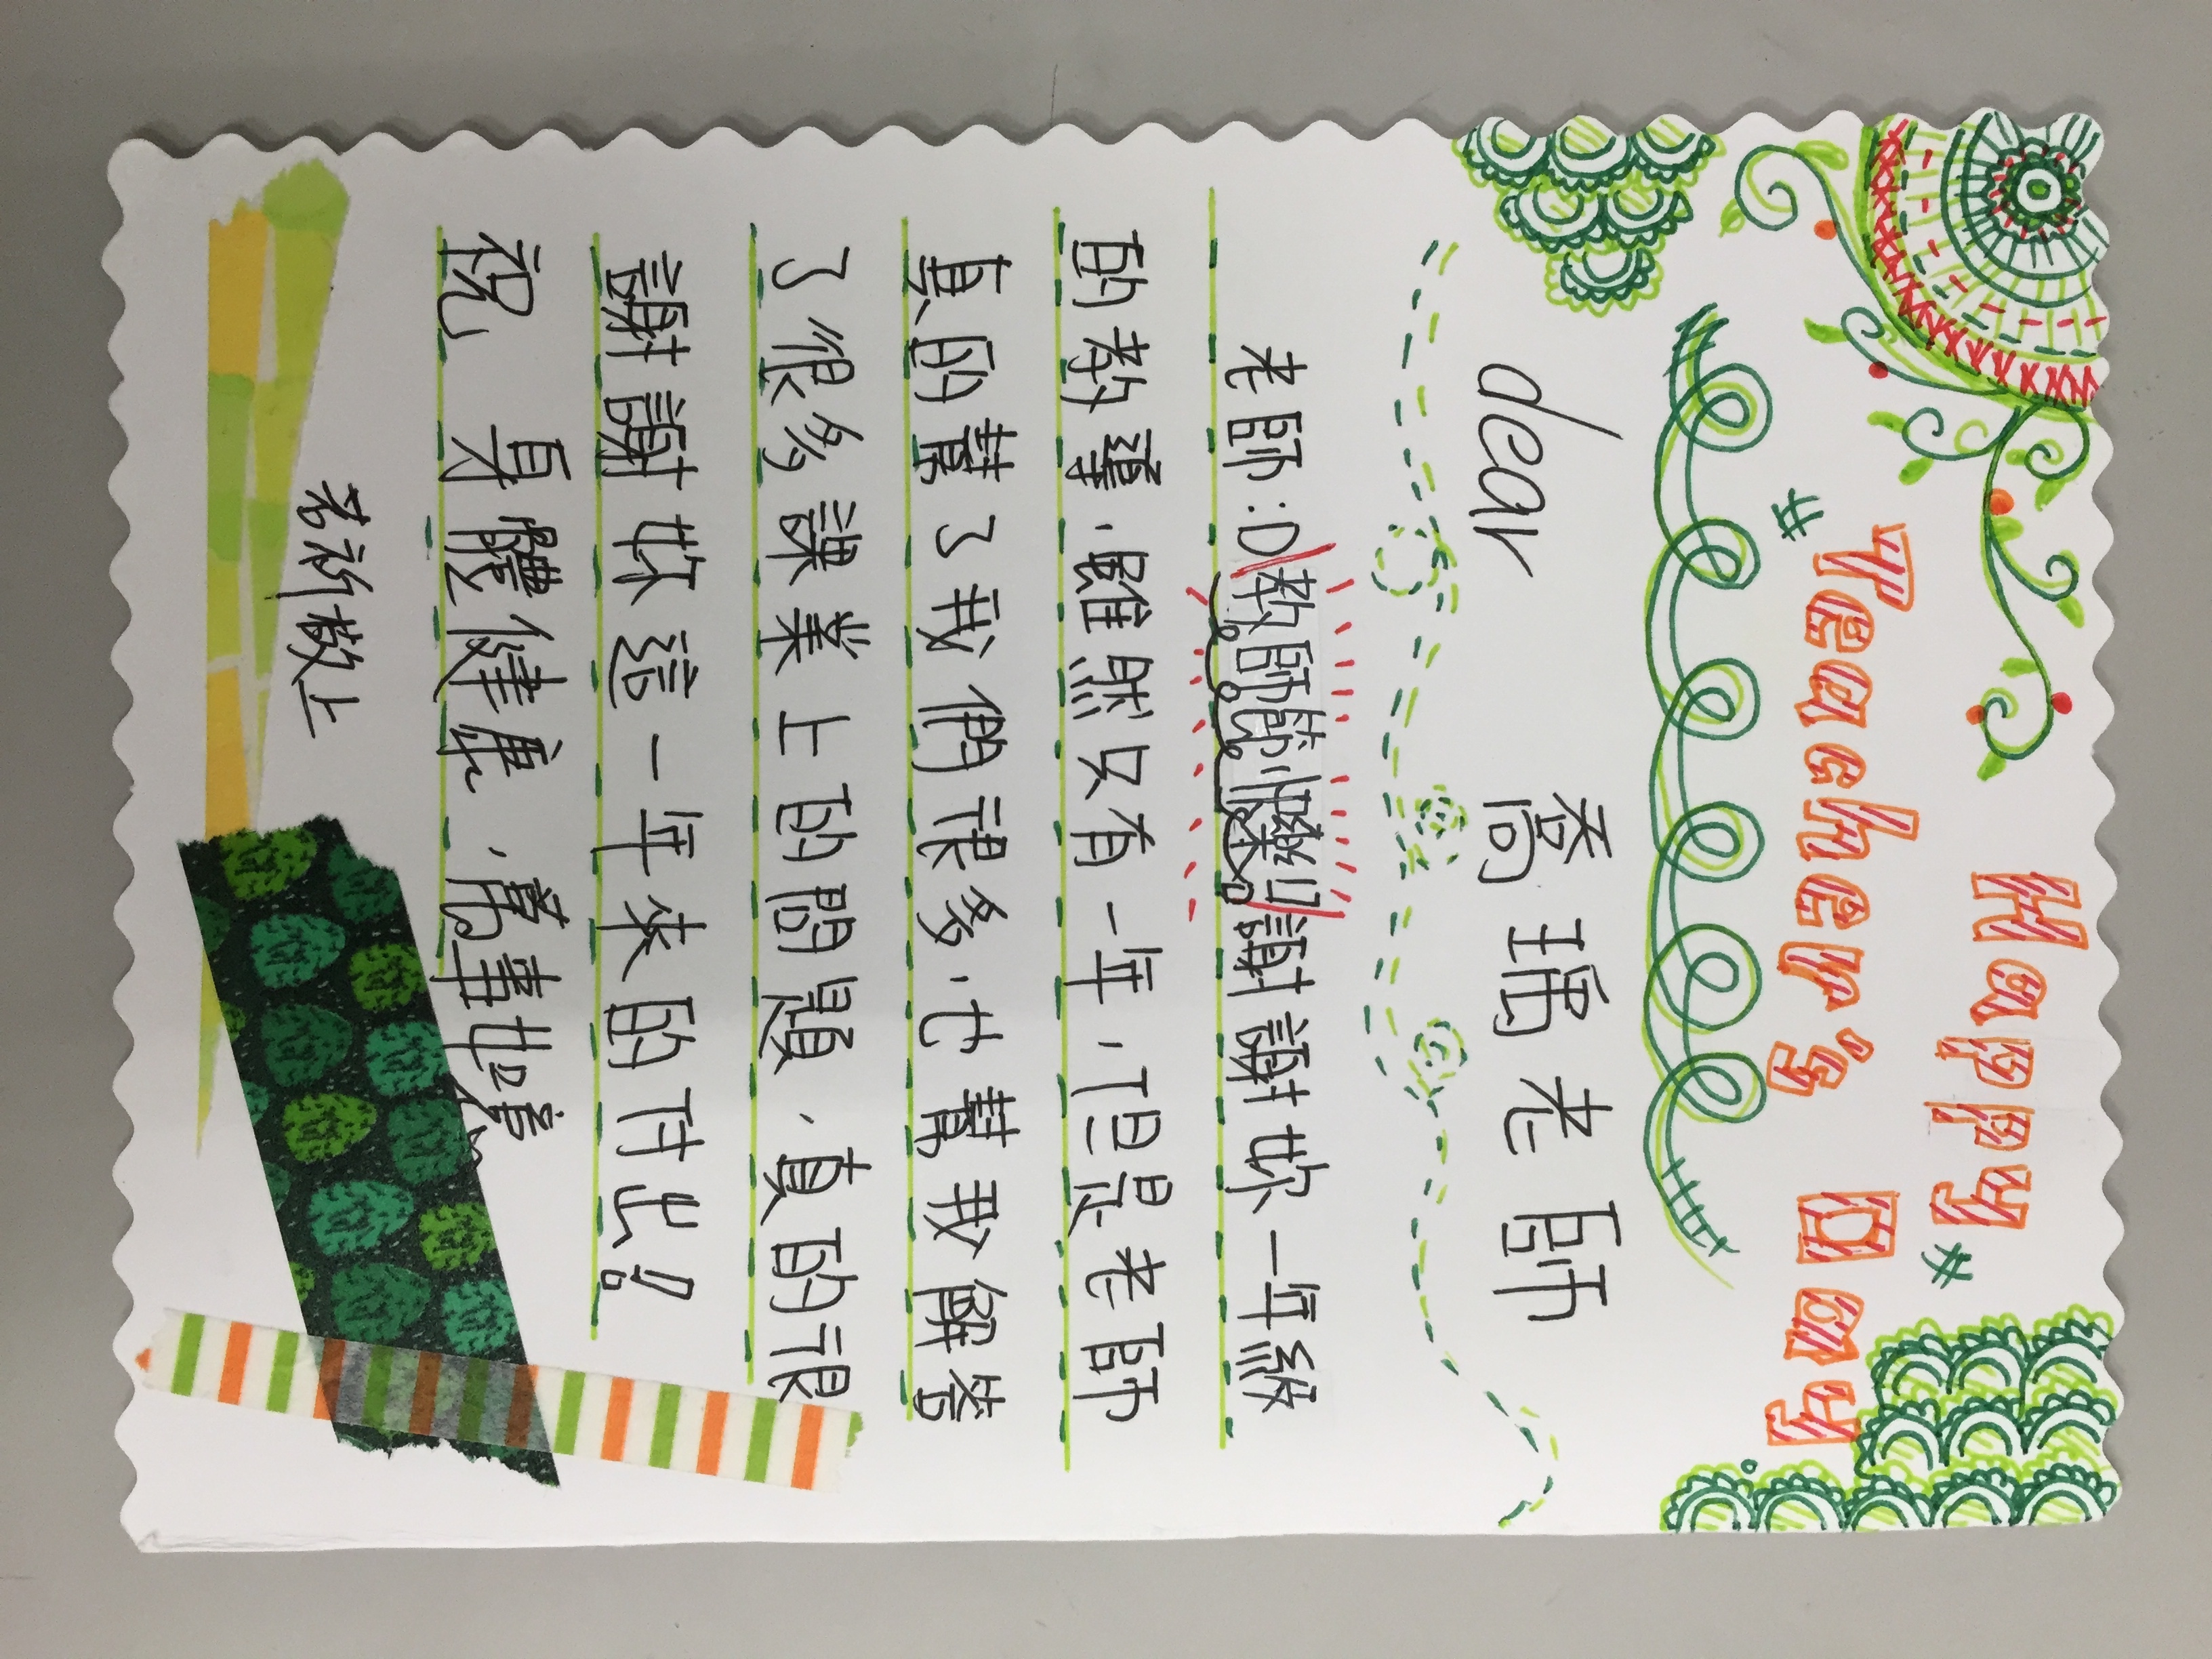 Happy
# Teacher's Day #
dear 喬瑀老師
老師:D 教師節快樂!! 謝謝妳一年級
的教導,雖然只有一年,但是老師
真的幫了我們很多,也幫我解答
了很多課業上的問題,真的很
謝謝妳這一年來的付出!
祝 身體健康,萬事如意~
敬上